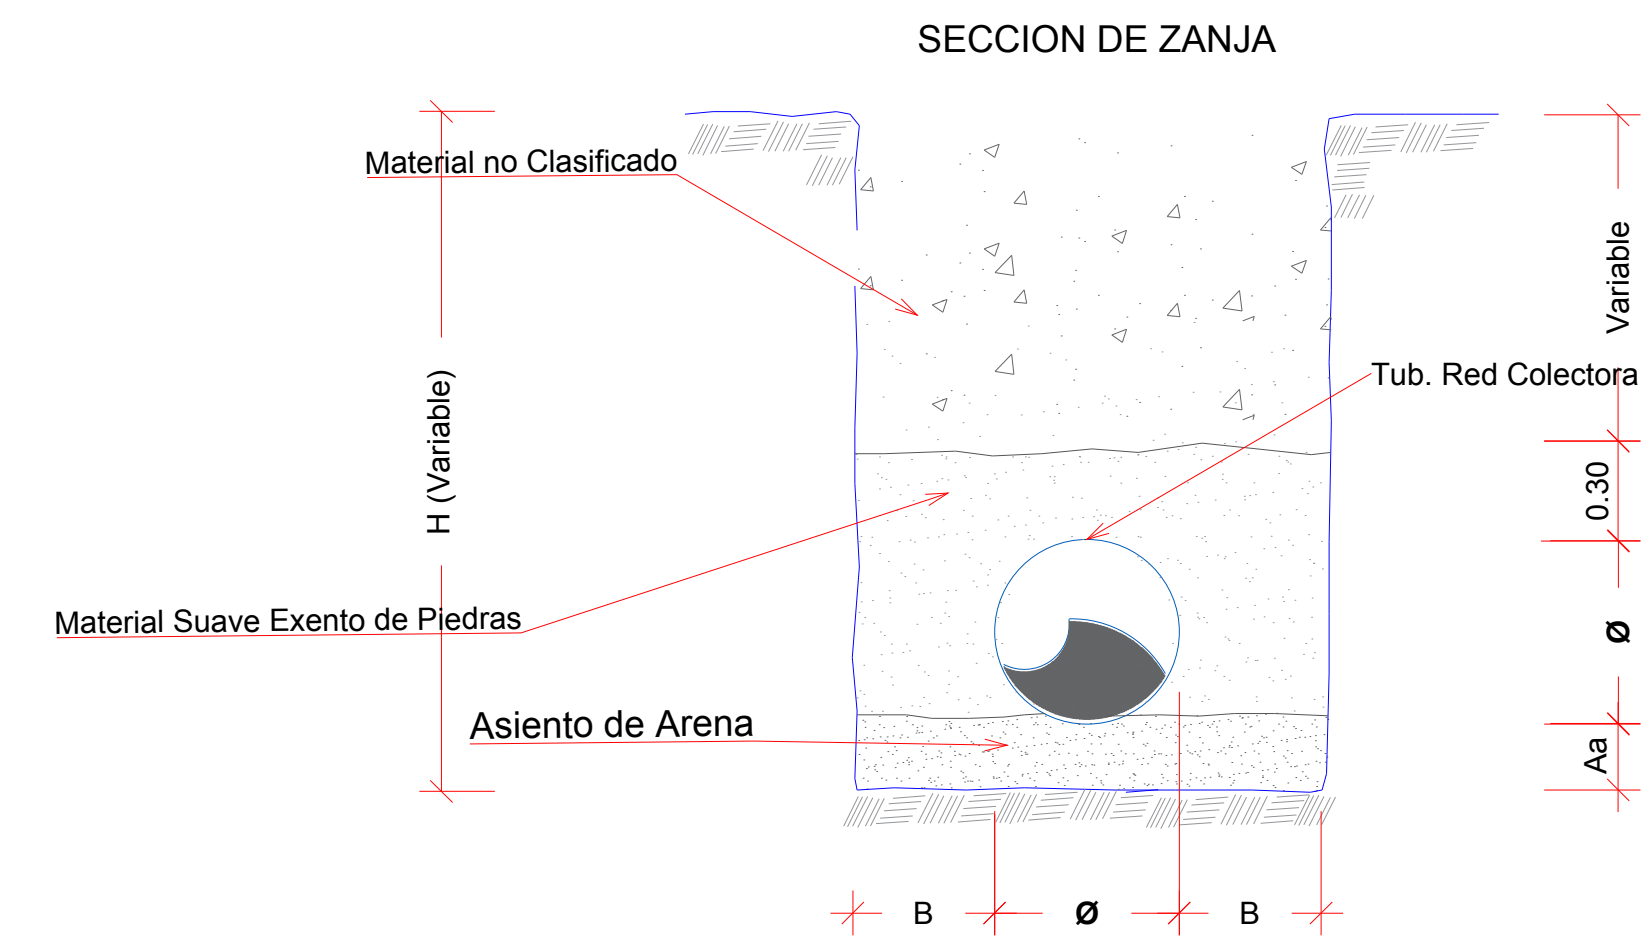 SECCION DE ZANJA
Material no Clasificado
Variable
Tub. Red Colectora
H (Variable)
0.30
Material Suave Exento de Piedras
Ø
Asiento de Arena
Aa
B
Ø
B